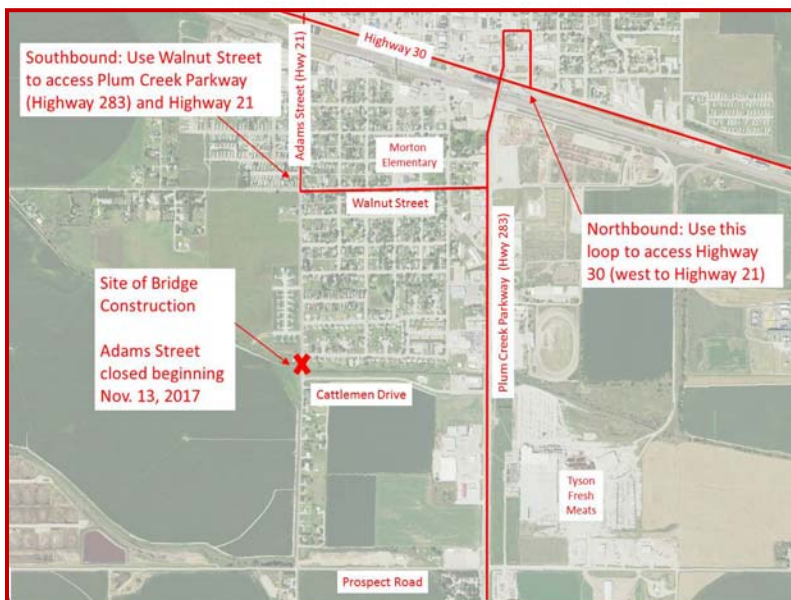 Southbound: Use Walnut Street
to access Plum Creek Parkway
(Highway 283) and Highway 21
Adams Street (Hwy 21)
Highway 30
Morton
Elementary
Walnut Street
Northbound: Use this
loop to access Highway
30 (west to Highway 21)
Plum Creek Parkway (Hwy 283)
Site of Bridge
Construction
Adams Street
closed beginning
Nov. 13, 2017
Cattlemen Drive
Tyson
Fresh
Meats
Prospect Road